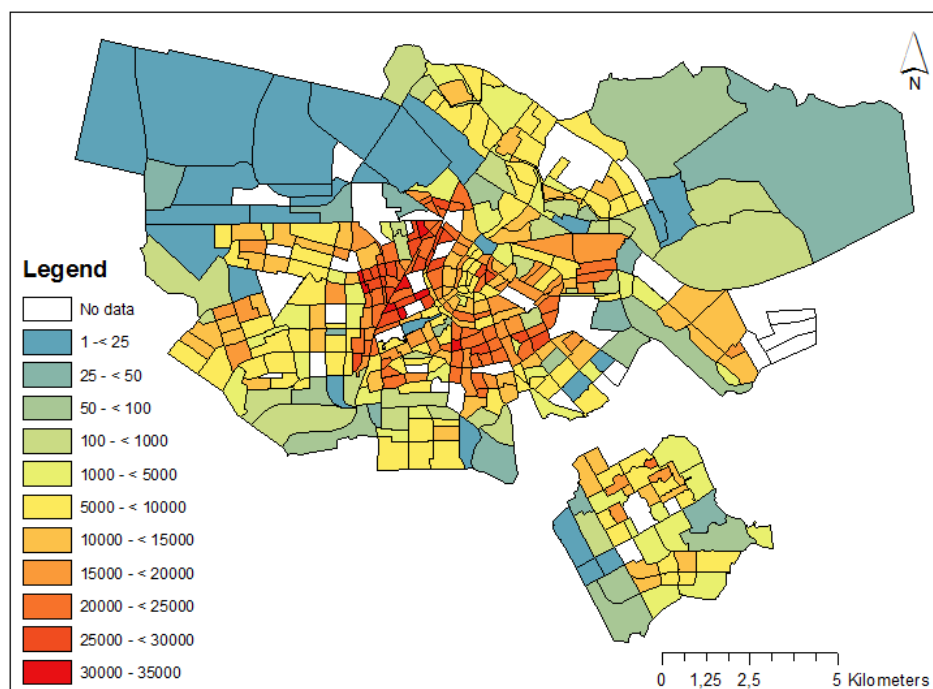 N
Legend
No data
1 -< 25
25 - < 50
50 - < 100
100 - < 1000
1000 - < 5000
5000 - < 10000
10000 - < 15000
15000 - < 20000
20000 - < 25000
25000 - < 30000
30000 - 35000
0 1,25 2,5 5 Kilometers